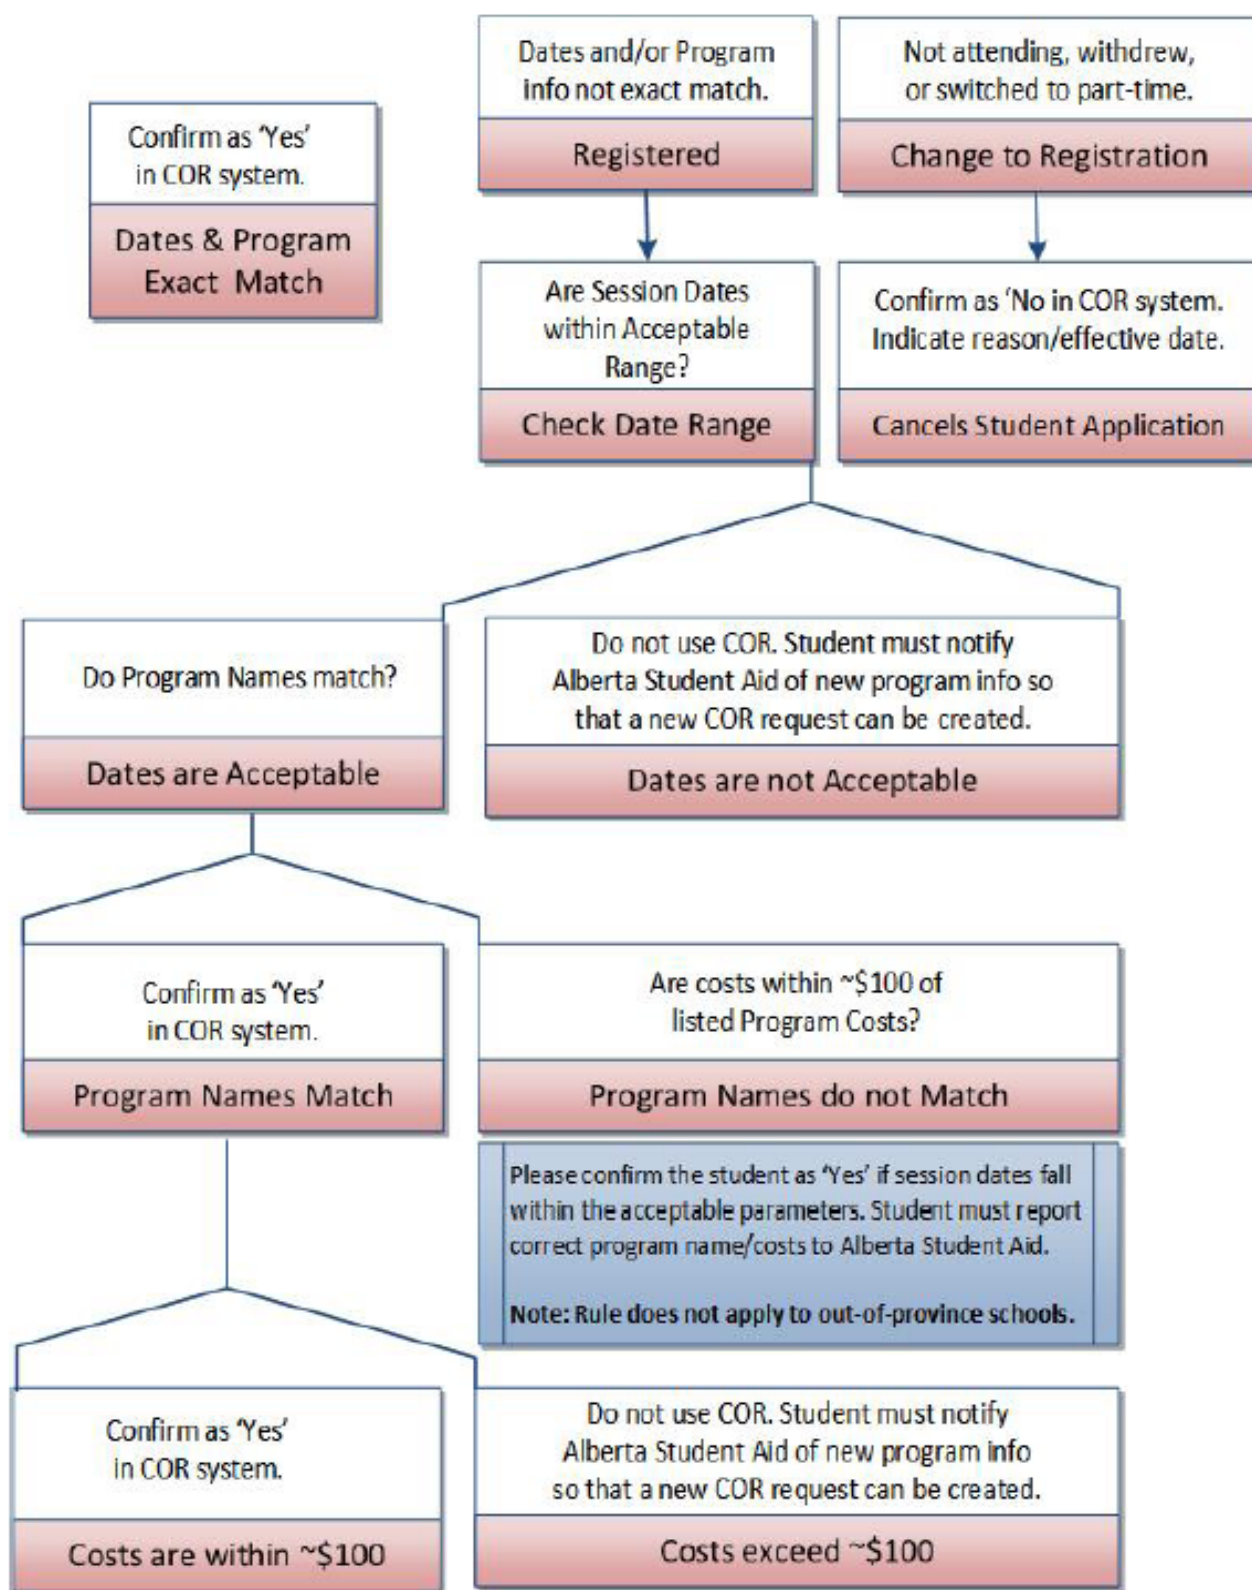 Dates and/or Program
info not exact match.
Registered
Not attending, withdrew,
or switched to part-time.
Change to Registration
Confirm as ‘Yes’
in COR system.
Dates & Program
Exact Match
Are Session Dates
within Acceptable
Range?
Check Date Range
Confirm as ‘No in COR system.
Indicate reason/effective date.
Cancels Student Application
Do Program Names match?
Dates are Acceptable
Do not use COR. Student must notify
Alberta Student Aid of new program info so
that a new COR request can be created.
Dates are not Acceptable
Confirm as ‘Yes’
in COR system.
Program Names Match
Are costs within ~$100 of
listed Program Costs?
Program Names do not Match
Please confirm the student as ‘Yes’ if session dates fall
within the acceptable parameters. Student must report
correct program name/costs to Alberta Student Aid.
Note: Rule does not apply to out-of-province schools.
Confirm as ‘Yes’
in COR system.
Costs are within ~$100
Do not use COR. Student must notify
Alberta Student Aid of new program info
so that a new COR request can be created.
Costs exceed ~$100